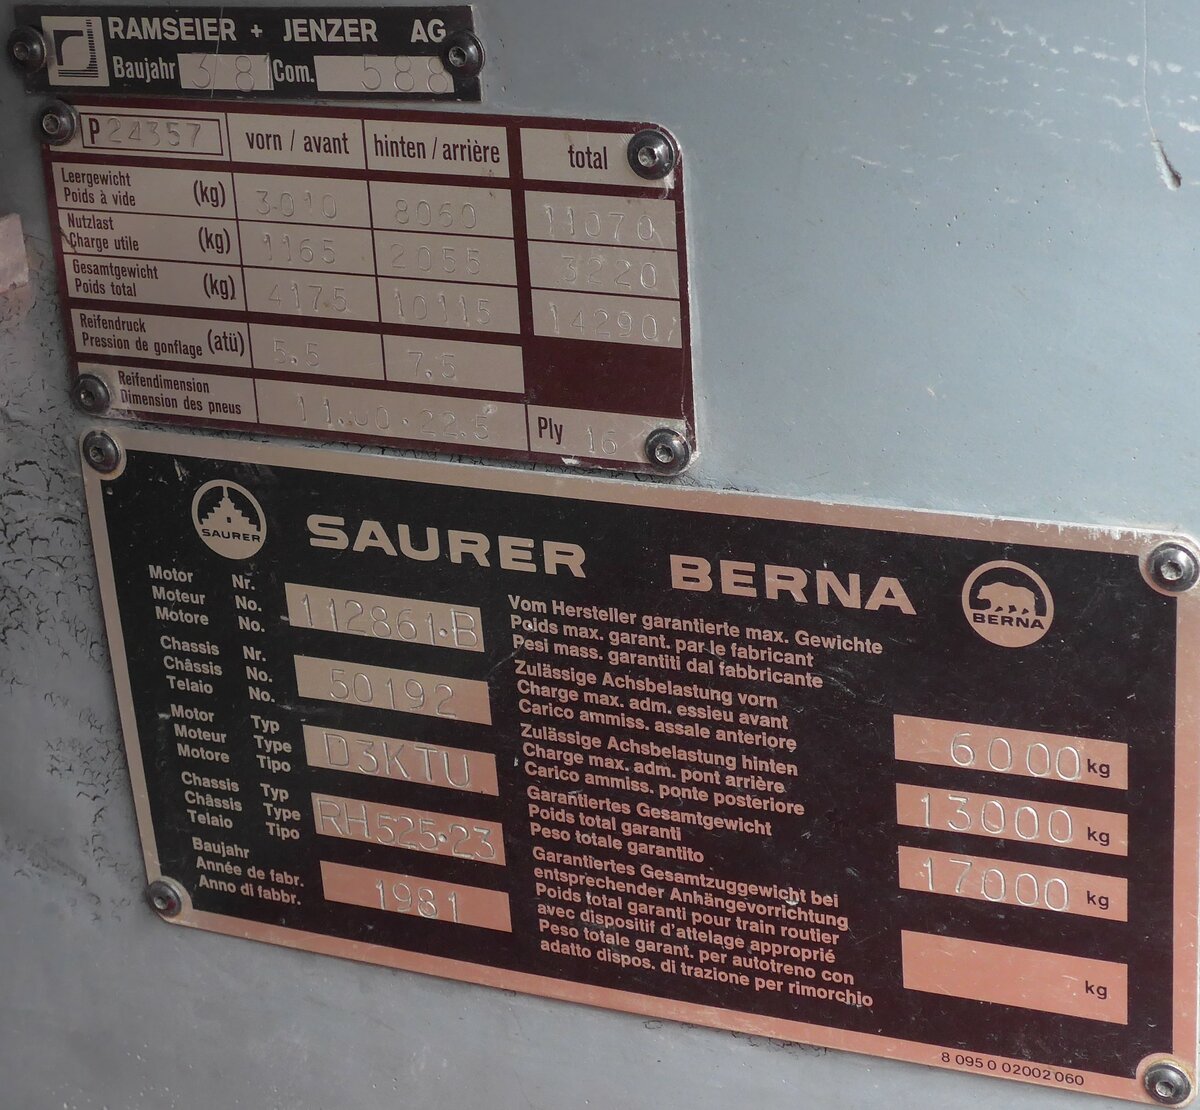 RAMSEIER + JENZER AG
Baujahr 3/81 Com. 588
P 24357 vorn / avant hinten / arrière total
Leergewicht
Poids à vide (kg) 3010 8060 11070
Nutzlast
Charge utile (kg) 1165 2055 3220
Gesamtgewicht
Poids total (kg) 4175 10115 14290
Reifendruck
Pression de gonflage (atü) 5.5 7.5
Reifendimension
Dimension des pneus 11.00.22.5 Ply 16
SAURER SAURER BERNA BERNA
Motor Nr.
Moteur No.
Motore No.
112861.B
Chassis Nr.
Châssis No.
Telaio No.
50192
Motor Typ
Moteur Type
Motore Tipo
D3KTU
Chassis Typ
Châssis Type
Telaio Tipo
RH525-23
Baujahr
Année de fabr.
Anno di fabbr.
1981
Vom Hersteller garantierte max. Gewichte
Poids max. garant. par le fabricant
Pesi mass. garantiti dal fabbricante
Zulässige Achsbelastung vorn
Charge max. adm. essieu avant
Carico ammiss. assale anteriore
6000 kg
Zulässige Achsbelastung hinten
Charge max. adm. pont arrière
Carico ammiss. ponte posteriore
13000 kg
Garantiertes Gesamtgewicht
Poids total garanti
Peso totale garantito
17000 kg
Garantiertes Gesamtzuggewicht bei
entsprechender Anhängevorrichtung
Poids total garanti pour train routier
avec dispositif d'attelage approprié
Peso totale garant. per autotreno con
adatto dispos. di trazione per rimorchio
kg
8 095 0 02002 060